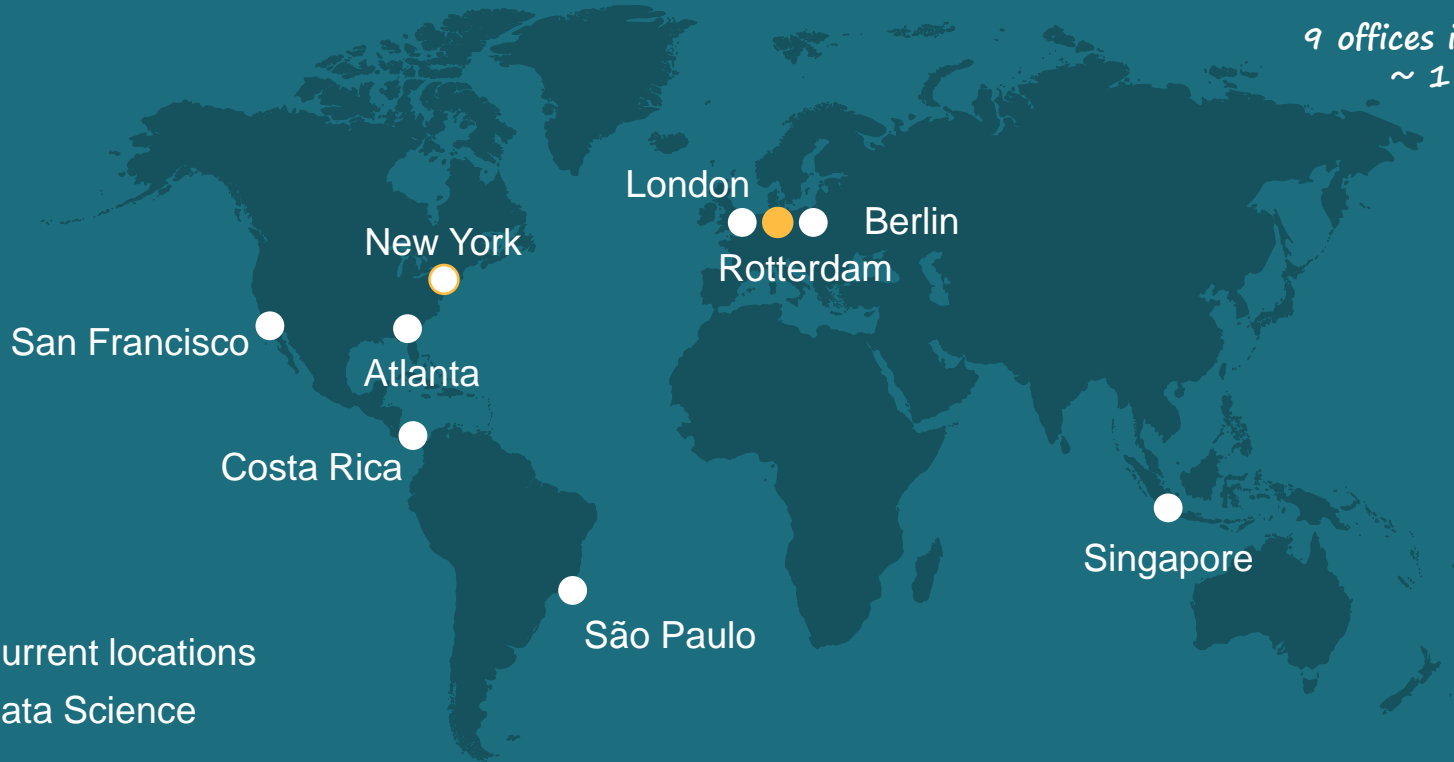 9 offices i
~ 1
London
Berlin
New York
Rotterdam
San Francisco
Atlanta
Costa Rica
Singapore
São Paulo
urrent locations
ata Science